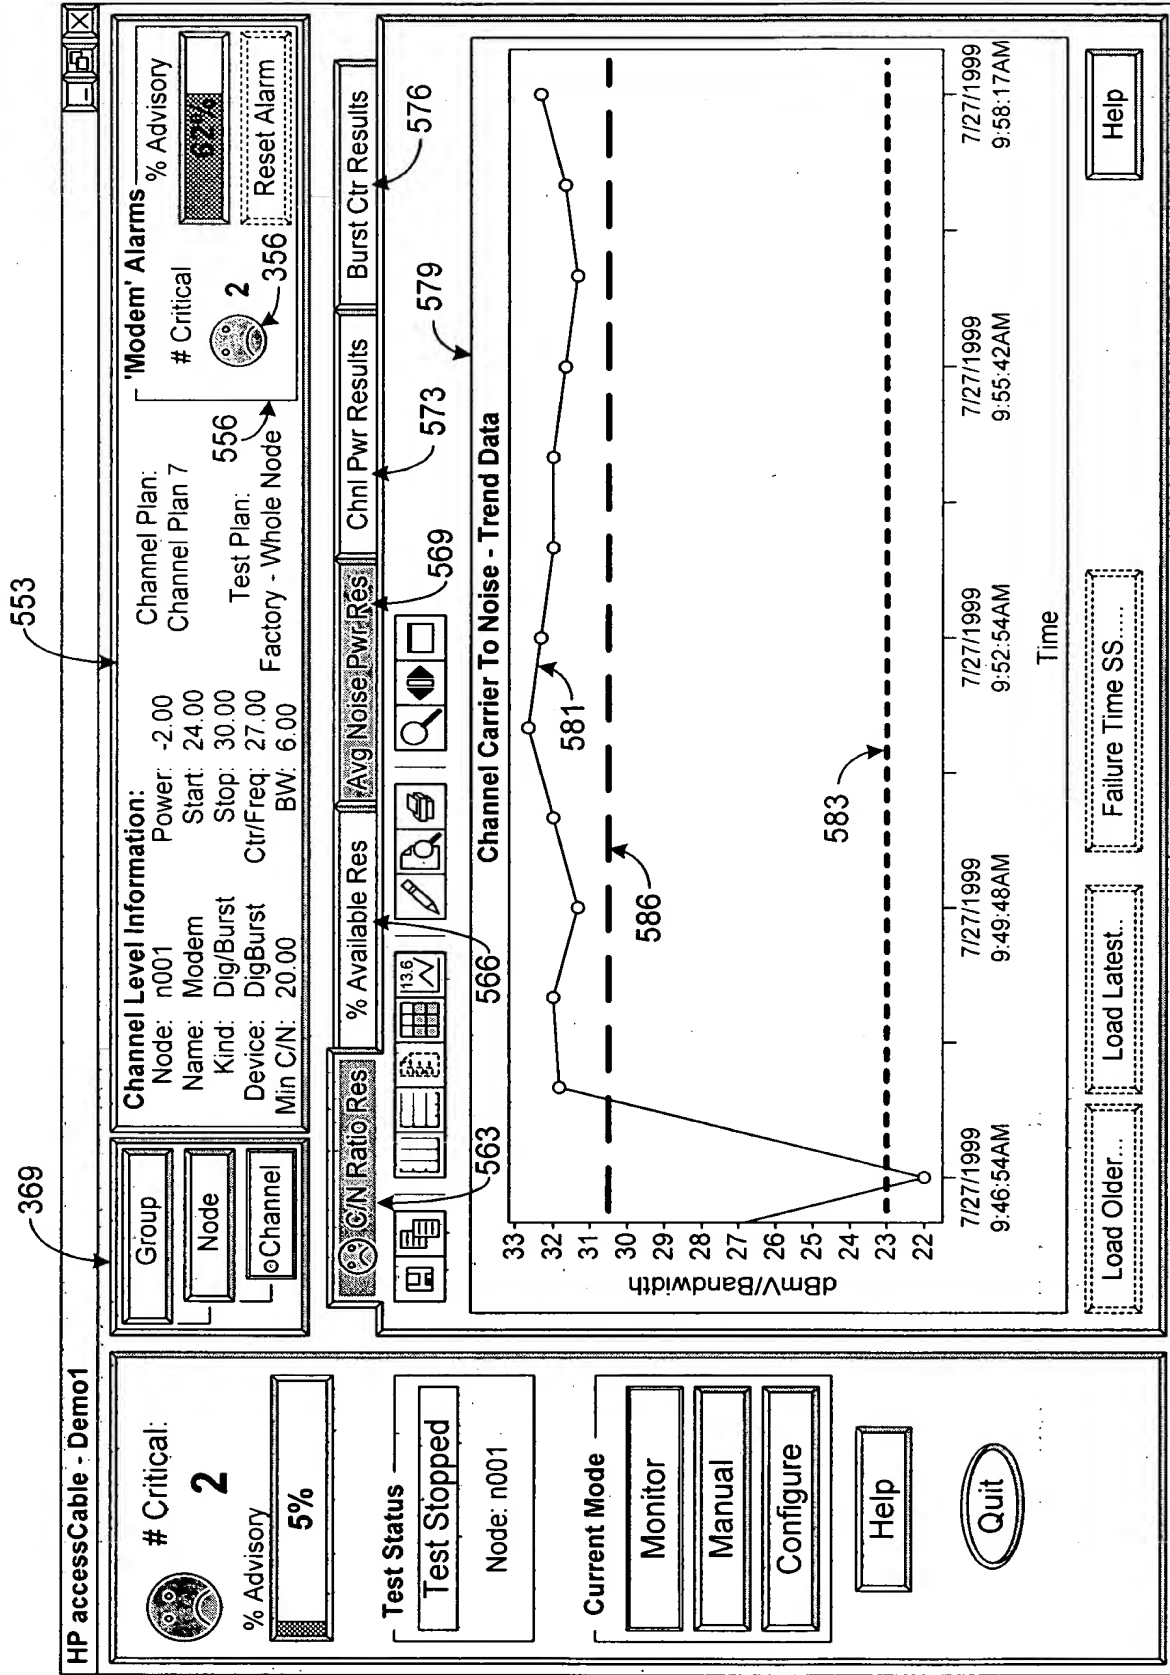 HP accessCable - Demo1
# Critical:
2
% Advisory
5%
Test Status
Test Stopped
Node: n001
Current Mode
Monitor
Manual
Configure
Help
Quit
369
Group
Node
Channel
553
Channel Level Information:
Node: n001 Power: -2.00
Name: Modem Start: 24.00
Kind: Dig/Burst Stop: 30.00
Device: DigBurst Ctr/Freq: 27.00
Min C/N: 20.00 BW: 6.00
Channel Plan:
Channel Plan 7
Test Plan:
Factory - Whole Node
556
'Modem' Alarms
# Critical
2
356
% Advisory
62%
Reset Alarm
C/N Ratio Res
% Available Res
Avg Noise Pwr Res
Chnl Pwr Results
Burst Ctr Results
563
566
569
573
576
13.6
579
Channel Carrier To Noise - Trend Data
dBmV/Bandwidth
33
32
31
30
29
28
27
26
25
24
23
22
581
586
583
7/27/1999
9:46:54AM
7/27/1999
9:49:48AM
7/27/1999
9:52:54AM
7/27/1999
9:55:42AM
7/27/1999
9:58:17AM
Time
Load Older...
Load Latest..
Failure Time SS.....
Help